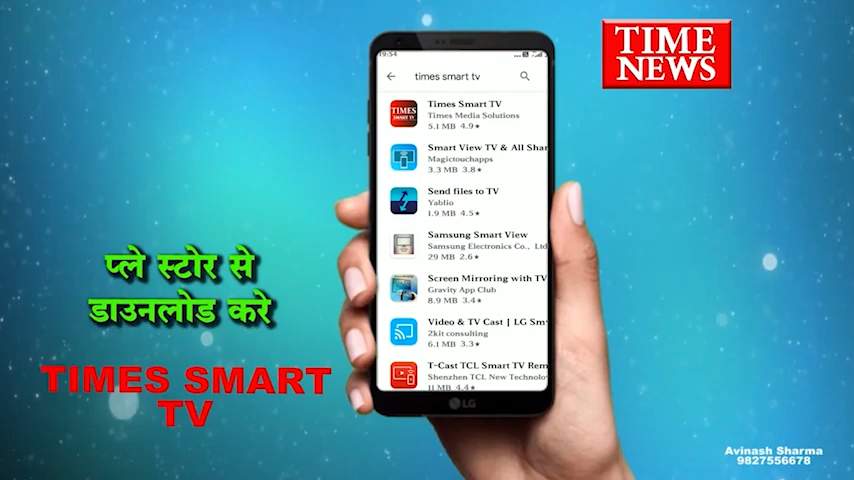 TIME
NEWS
19:54
times smart tv
Times Smart TV
Times Media Solutions
5.1 MB 4.9★
Smart View TV & All Shar
Magictouchapps
3.3 MB 3.8★
Send files to TV
Yablio
1.9 MB 4.5★
Samsung Smart View
Samsung Electronics Co., Ltd
29 MB 2.6★
Screen Mirroring with TV
Gravity App Club
8.9 MB 3.4★
Video & TV Cast | LG Sm
2kit consulting
6.1 MB 3.3★
T-Cast TCL Smart TV Rem
Shenzhen TCL New Technolo
11 MB 4.4★
TIMES
SMART TV
LG
प्ले स्टोर से
डाउनलोड करे
TIMES SMART
TV
Avinash Sharma
9827556678